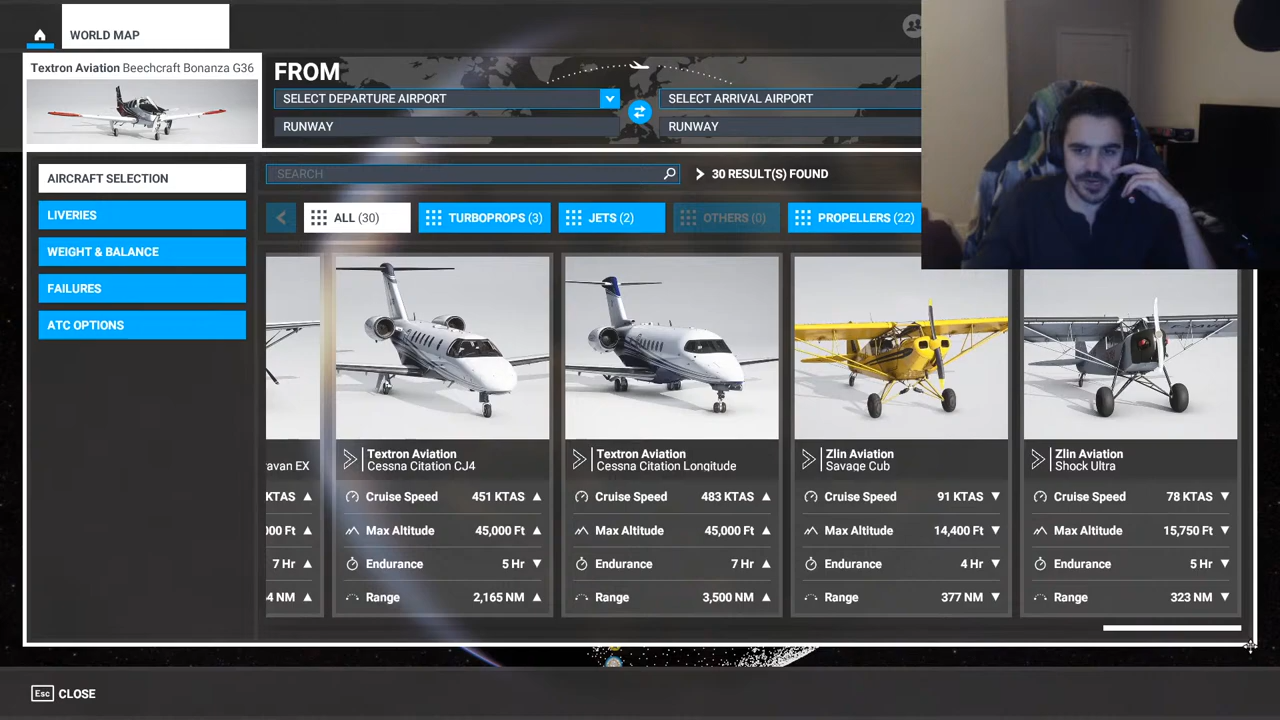 WORLD MAP
Textron Aviation Beechcraft Bonanza G36
FROM
SELECT DEPARTURE AIRPORT
SELECT ARRIVAL AIRPORT
RUNWAY
RUNWAY
AIRCRAFT SELECTION
LIVERIES
WEIGHT & BALANCE
FAILURES
ATC OPTIONS
SEARCH
30 RESULT(S) FOUND
ALL (30)
TURBOPROPS (3)
JETS (2)
OTHERS (0)
PROPELLERS (22)
ravan EX
KTAS
000 Ft
7 Hr
4 NM
Textron Aviation
Cessna Citation CJ4
Cruise Speed 451 KTAS
Max Altitude 45,000 Ft
Endurance 5 Hr
Range 2,165 NM
Textron Aviation
Cessna Citation Longitude
Cruise Speed 483 KTAS
Max Altitude 45,000 Ft
Endurance 7 Hr
Range 3,500 NM
Zlin Aviation
Savage Cub
Cruise Speed 91 KTAS
Max Altitude 14,400 Ft
Endurance 4 Hr
Range 377 NM
Zlin Aviation
Shock Ultra
Cruise Speed 78 KTAS
Max Altitude 15,750 Ft
Endurance 5 Hr
Range 323 NM
Esc CLOSE